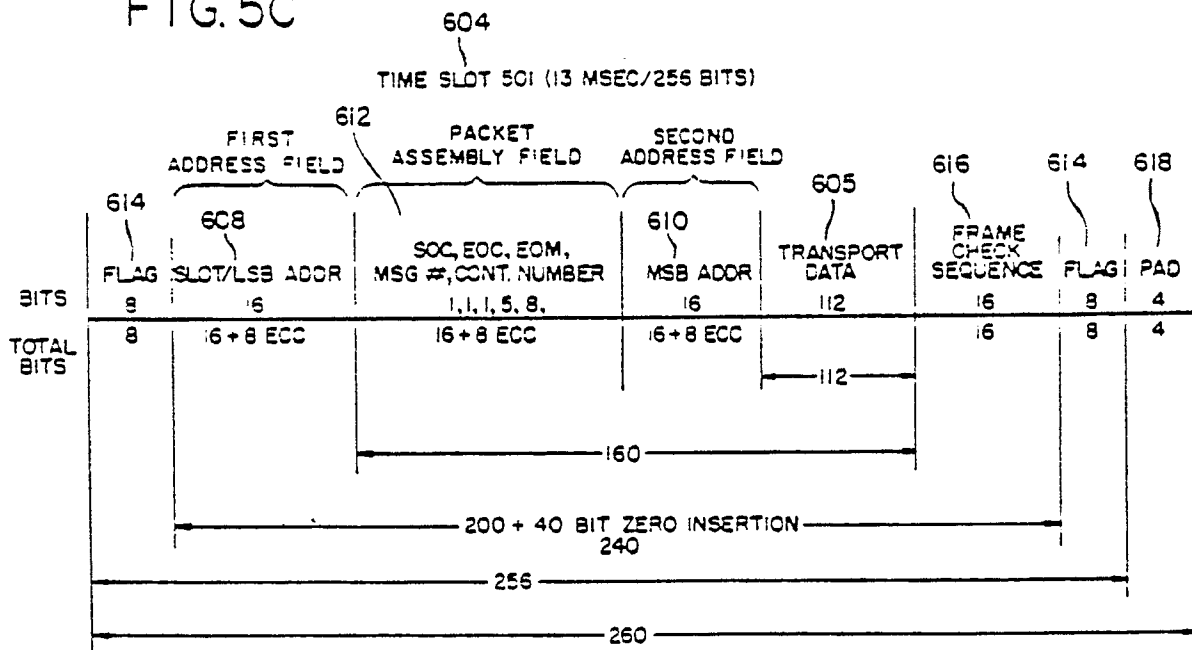 FIG. 5C
604
TIME SLOT 501 (13 MSEC/256 BITS)
612
FIRST ADDRESS FIELD
PACKET ASSEMBLY FIELD
SECOND ADDRESS FIELD
616
614
618
614
608
610
605
FLAG
SLOT/LSB ADDR
SOC, EOC, EOM,
MSG #, CONT. NUMBER
MSB ADDR
TRANSPORT DATA
FRAME CHECK SEQUENCE
FLAG
PAD
BITS 8 16 1, 1, 1, 5, 8, 16 112 16 8 4
TOTAL BITS 8 16 + 8 ECC 16 + 8 ECC 16 + 8 ECC 16 8 4
112
160
200 + 40 BIT ZERO INSERTION
240
256
260